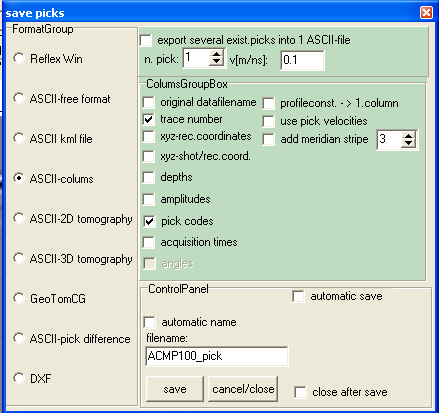 save picks
FormatGroup
Reflex Win
ASCII-free format
ASCII kml file
ASCII-colums
ASCII-2D tomography
ASCII-3D tomography
GeoTomCG
ASCII-pick difference
DXF
export several exist.picks into 1 ASCII-file
n. pick: 1 v[m/ns]: 0.1
ColumsGroupBox
original datafilename
trace number
xyz-rec.coordinates
xyz-shot/rec.coord.
depths
amplitudes
pick codes
acquisition times
angles
profileconst. -> 1.column
use pick velocities
add meridian stripe 3
ControlPanel
automatic save
automatic name
filename:
ACMP100_pick
save cancel/close close after save